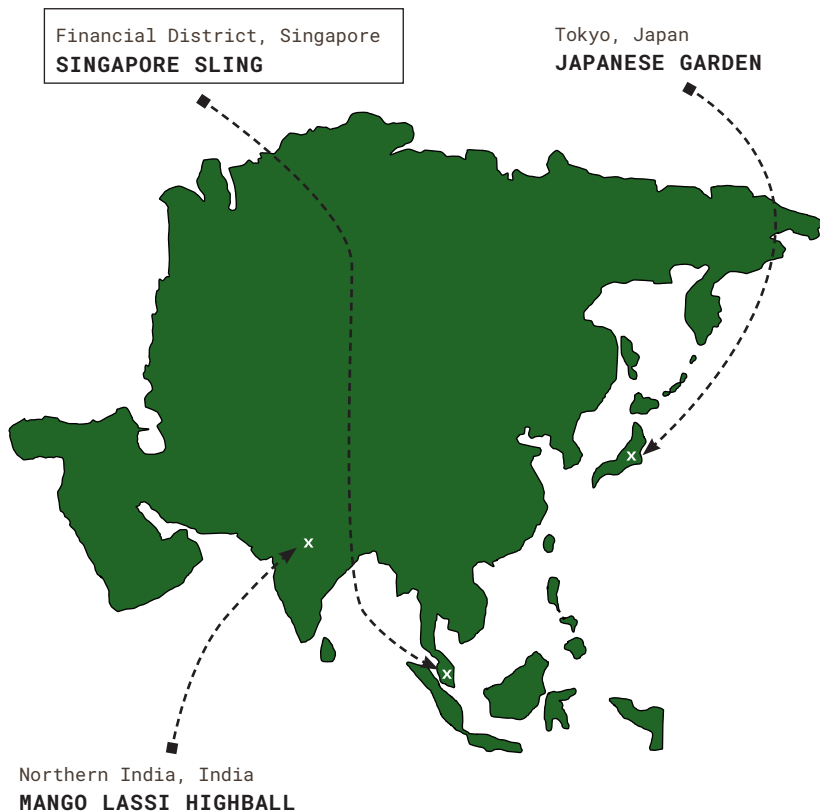 Financial District, Singapore
SINGAPORE SLING
Tokyo, Japan
JAPANESE GARDEN
x
x
x
Northern India, India
MANGO LASSI HIGHBALL